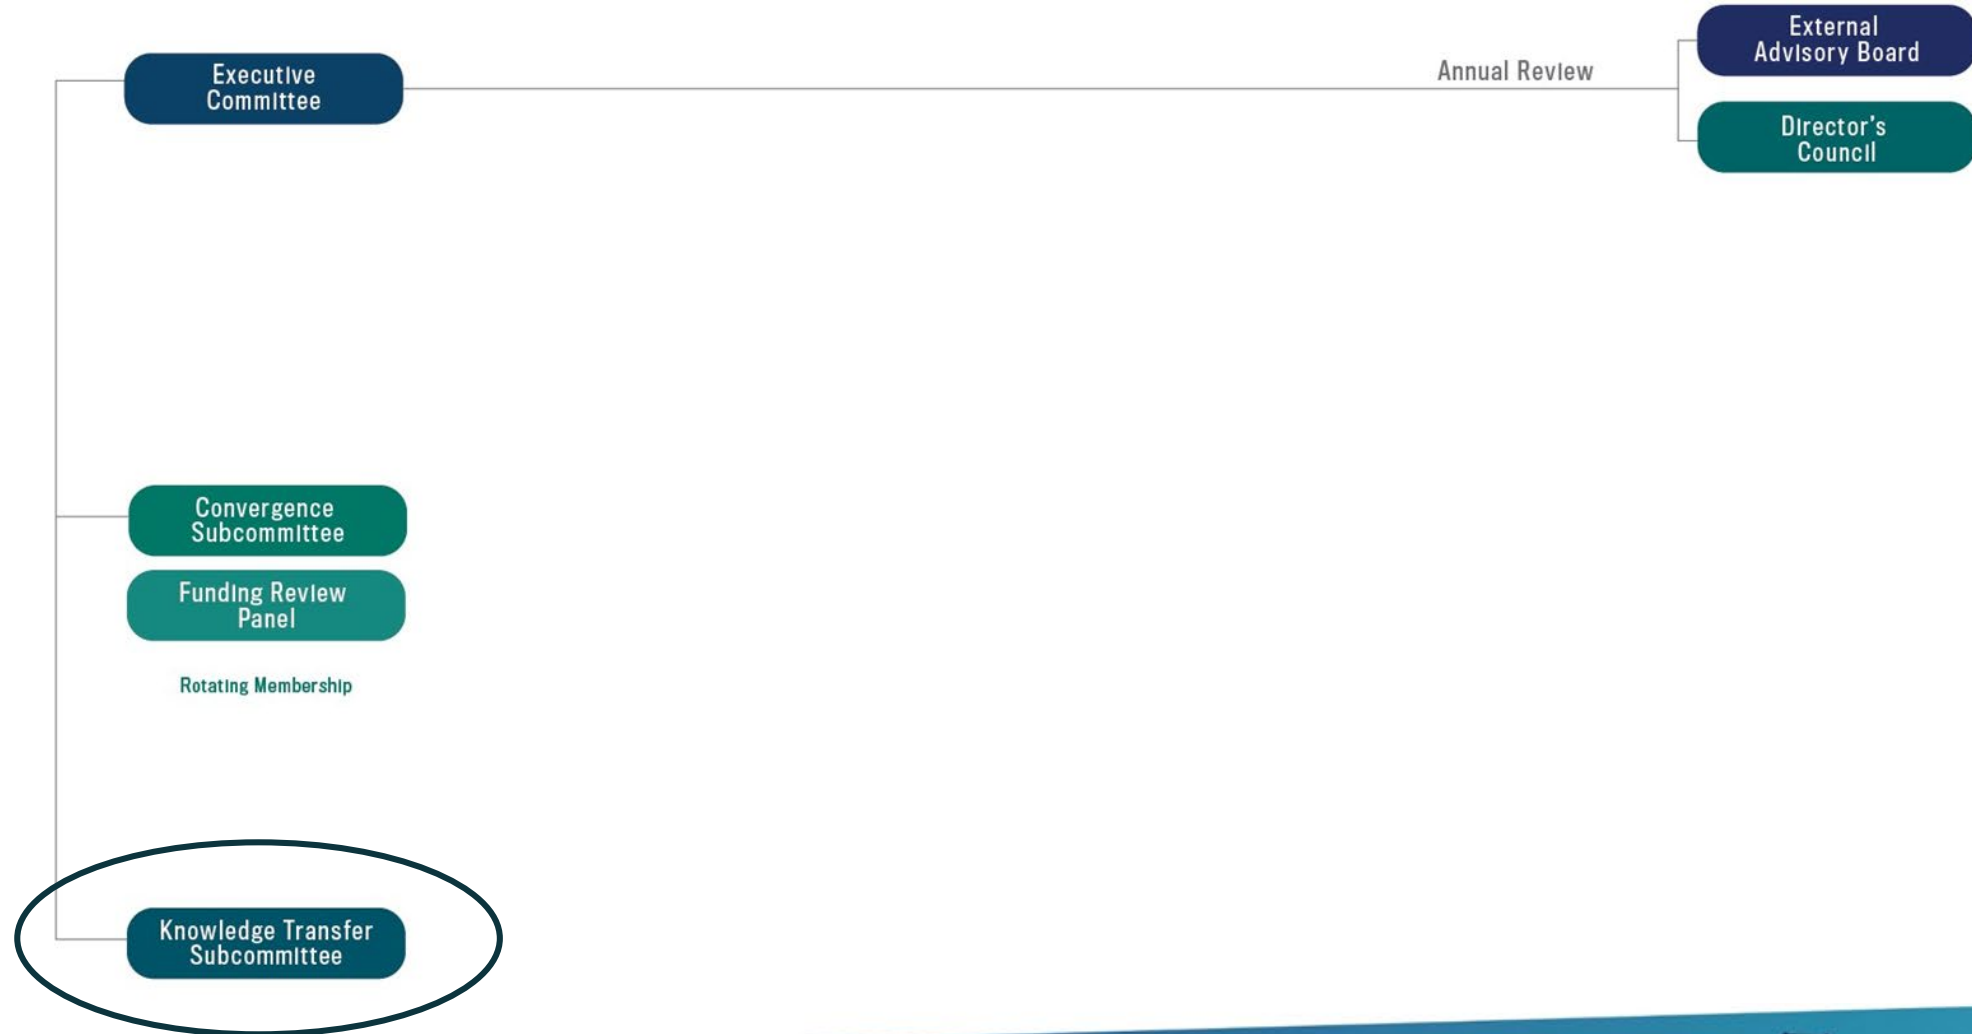 Executive
Committee
Annual Review
External
Advisory Board
Director's
Council
Convergence
Subcommittee
Funding Review
Panel
Rotating Membership
Knowledge Transfer
Subcommittee